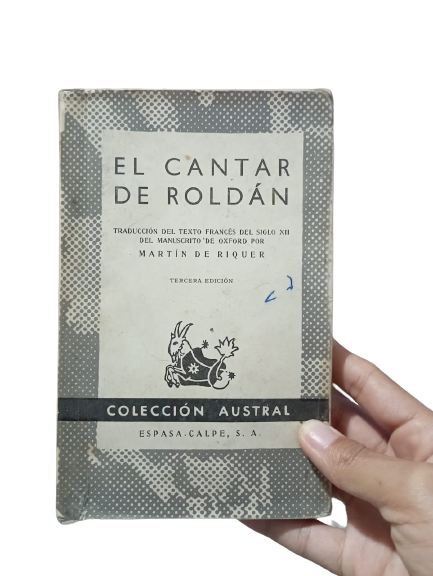 EL CANTAR
DE ROLDÁN
TRADUCCIÓN DEL TEXTO FRANCÉS DEL SIGLO XII
DEL MANUSCRITO DE OXFORD POR
MARTÍN DE RIQUER
TERCERA EDICIÓN
COLECCIÓN AUSTRAL
ESPASA-CALPE, S. A.